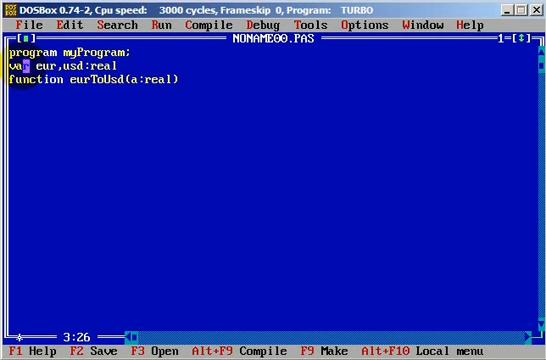 DOSBox 0.74-2, Cpu speed: 3000 cycles, Frameskip 0, Program: TURBO
File Edit Search Run Compile Debug Tools Options Window Help
NONAME00.PAS 1
program myProgram;
var eur,usd:real
function eurToUsd(a:real)
3:26
F1 Help F2 Save F3 Open Alt+F9 Compile F9 Make Alt+F10 Local menu